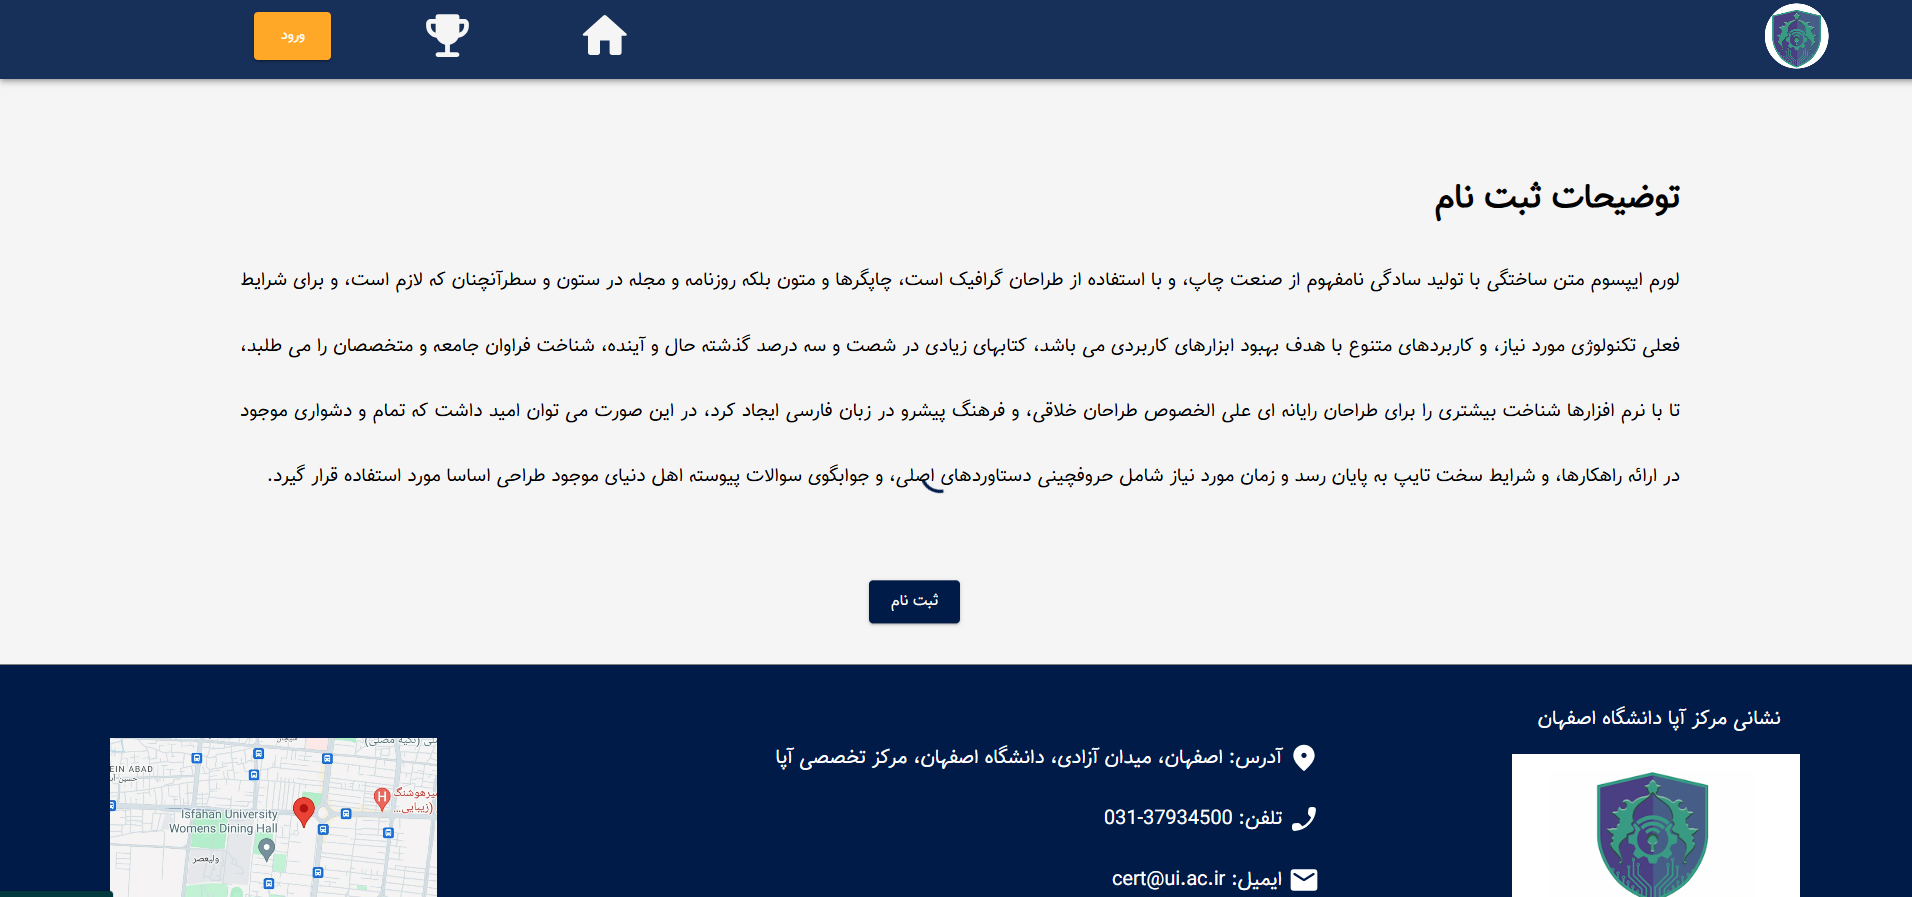 ورود
توضیحات ثبت نام
لورم ایپسوم متن ساختگی با تولید سادگی نامفهوم از صنعت چاپ، و با استفاده از طراحان گرافیک است، چاپگرها و متون بلکه روزنامه و مجله در ستون و سطرآنچنان که لازم است، و برای شرایط
فعلی تکنولوژی مورد نیاز، و کاربردهای متنوع با هدف بهبود ابزارهای کاربردی می باشد، کتابهای زیادی در شصت و سه درصد گذشته حال و آینده، شناخت فراوان جامعه و متخصصان را می طلبد،
تا با نرم افزارها شناخت بیشتری را برای طراحان رایانه ای علی الخصوص طراحان خلاقی، و فرهنگ پیشرو در زبان فارسی ایجاد کرد، در این صورت می توان امید داشت که تمام و دشواری موجود
در ارائه راهکارها، و شرایط سخت تایپ به پایان رسد و زمان مورد نیاز شامل حروفچینی دستاوردهای اصلی، و جوابگوی سوالات پیوسته اهل دنیای موجود طراحی اساسا مورد استفاده قرار گیرد.
ثبت نام
نشانی مرکز آپا دانشگاه اصفهان
آدرس: اصفهان، میدان آزادی، دانشگاه اصفهان، مرکز تخصصی آپا
تلفن: 031-37934500
ایمیل: cert@ui.ac.ir
EIN ABAD
میرهوشنگ
(زیبایی...
Isfahan University
Womens Dining Hall
ولیعصر